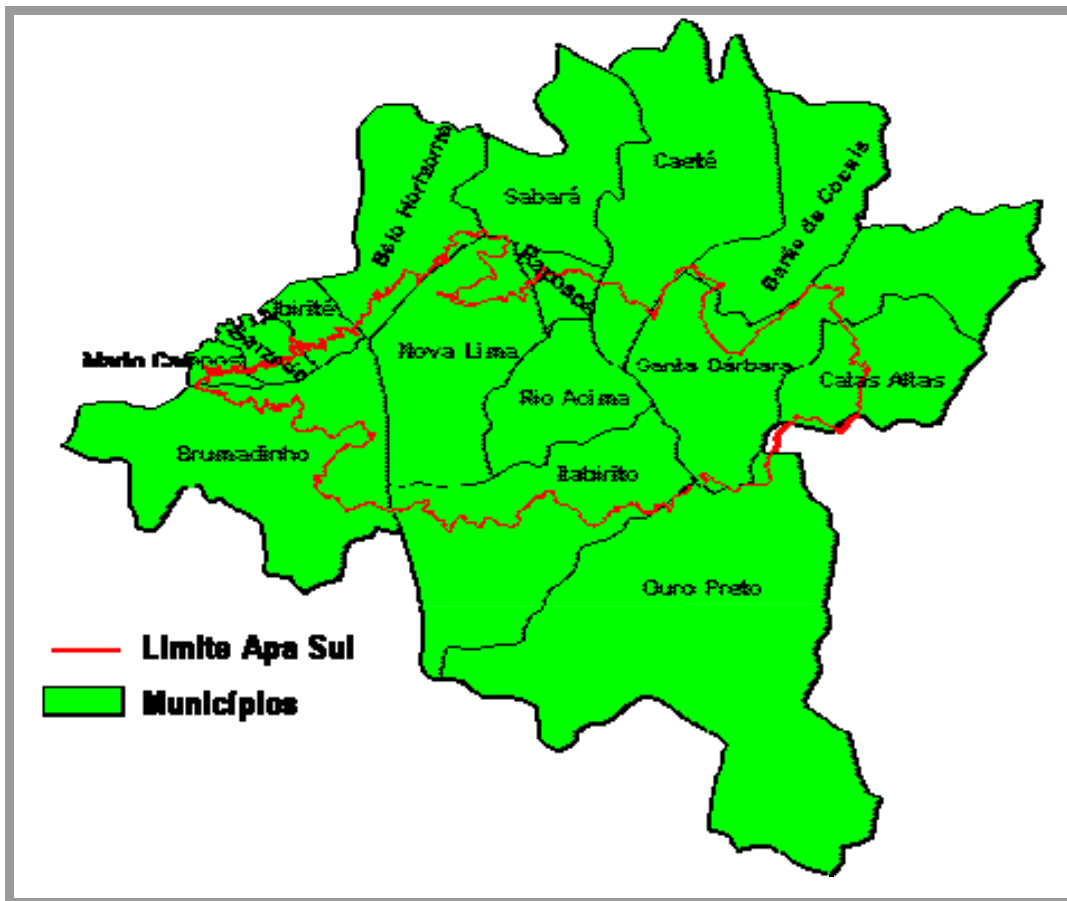 Belo Horizonte
Caeté
Sabará
Barão de Cocais
Raposos
Ibirité
Mario Campos
Nova Lima
Santa Bárbara
Catas Altas
Rio Acima
Brumadinho
Itabirito
Ouro Preto
Limite Apa Sul
Municípios